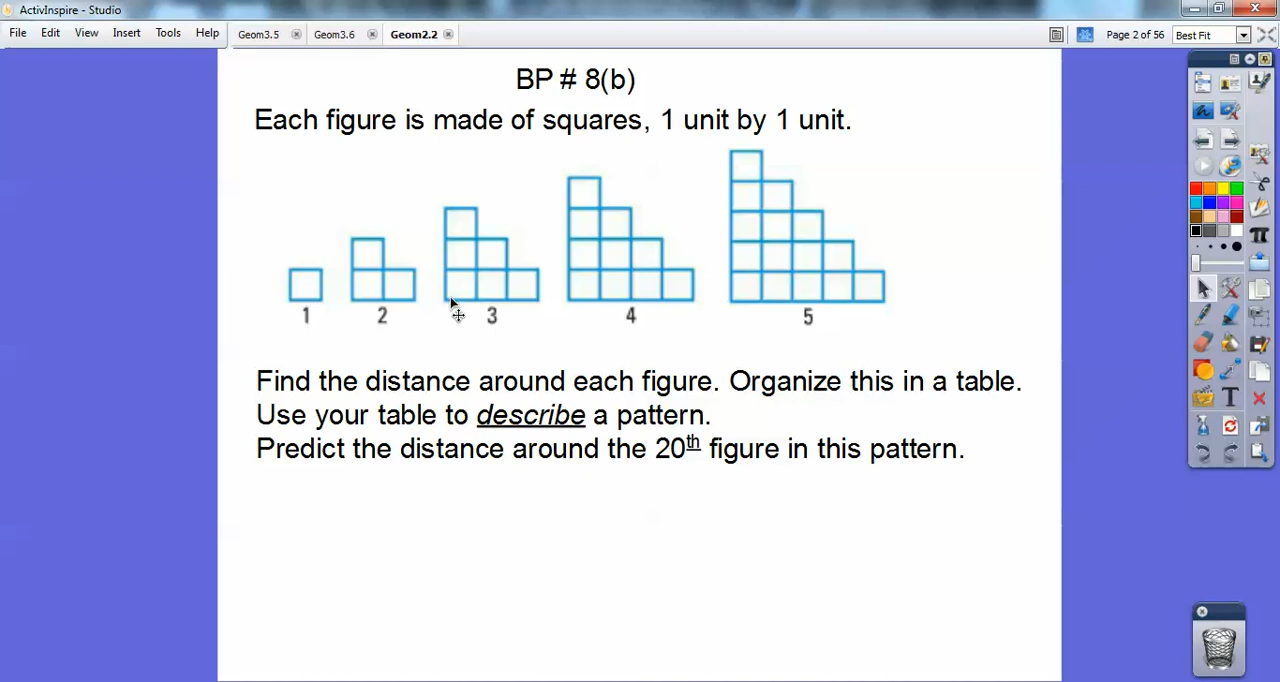 ActivInspire - Studio
File Edit View Insert Tools Help
Geom3.5 Geom3.6 Geom2.2
Page 2 of 56 Best Fit
BP # 8(b)
Each figure is made of squares, 1 unit by 1 unit.
1 2 3 4 5
Find the distance around each figure. Organize this in a table.
Use your table to describe a pattern.
Predict the distance around the 20th figure in this pattern.